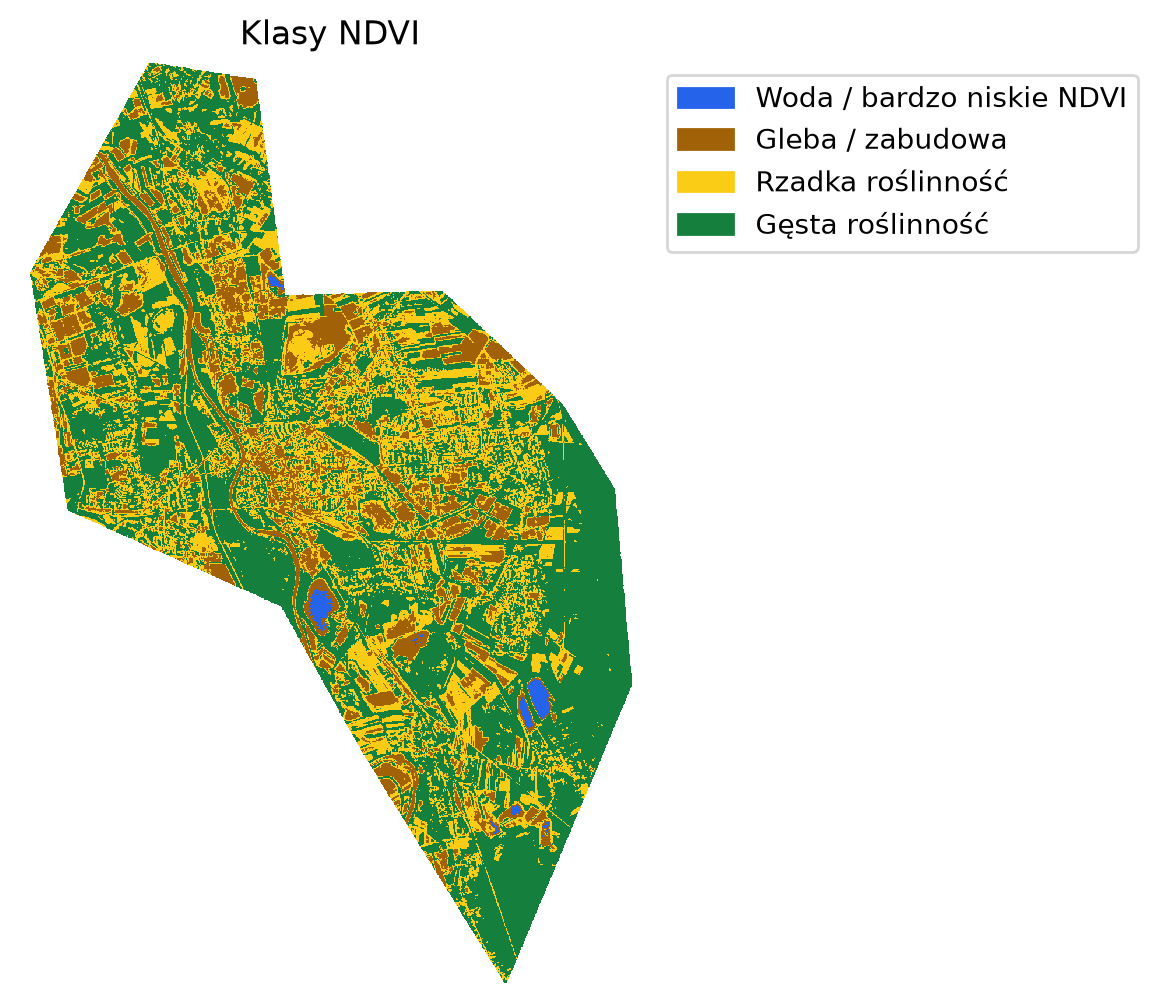 Klasy NDVI
Woda / bardzo niskie NDVI
Gleba / zabudowa
Rzadka roślinność
Gęsta roślinność